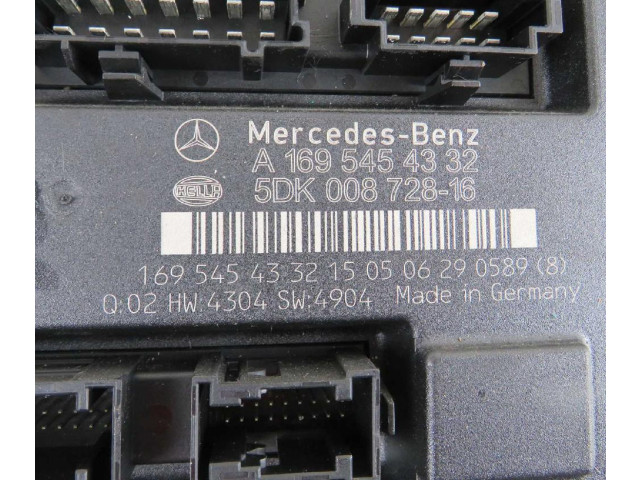 Mercedes-Benz
A 169 545 43 32
HELLA
5DK 008 728-16
169 545 43 32 15 05 06 29 0589 (8)
Q:02 HW:4304 SW:4904 Made in Germany